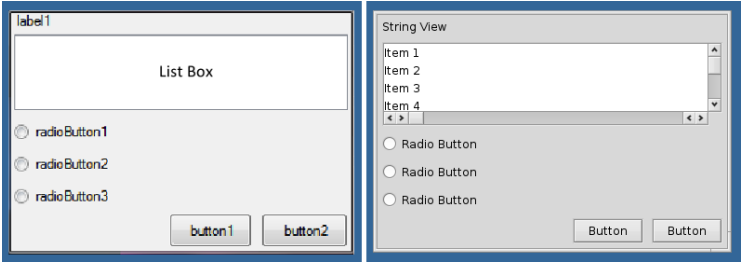 label1
List Box
radioButton1
radioButton2
radioButton3
button1
button2
String View
Item 1
Item 2
Item 3
Item 4
Radio Button
Radio Button
Radio Button
Button
Button